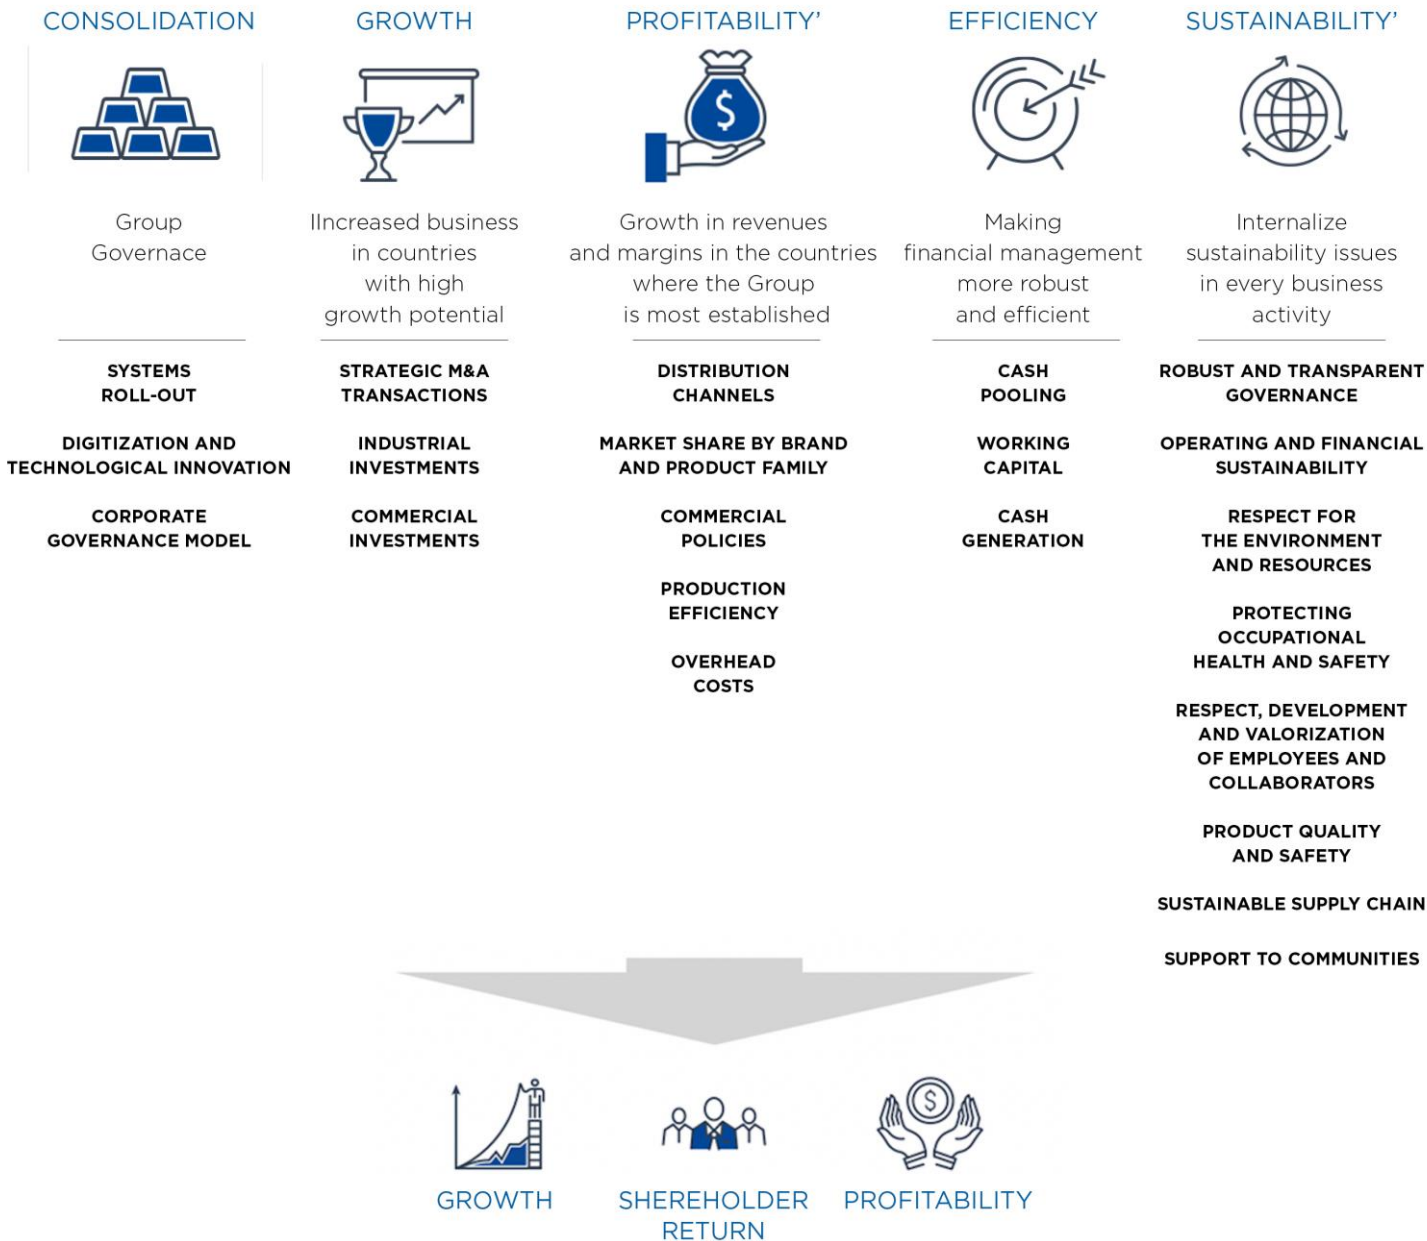 CONSOLIDATION
Group
Governace
SYSTEMS
ROLL-OUT
DIGITIZATION AND
TECHNOLOGICAL INNOVATION
CORPORATE
GOVERNANCE MODEL
GROWTH
IIncreased business
in countries
with high
growth potential
STRATEGIC M&A
TRANSACTIONS
INDUSTRIAL
INVESTMENTS
COMMERCIAL
INVESTMENTS
PROFITABILITY’
$
Growth in revenues
and margins in the countries
where the Group
is most established
DISTRIBUTION
CHANNELS
MARKET SHARE BY BRAND
AND PRODUCT FAMILY
COMMERCIAL
POLICIES
PRODUCTION
EFFICIENCY
OVERHEAD
COSTS
EFFICIENCY
Making
financial management
more robust
and efficient
CASH
POOLING
WORKING
CAPITAL
CASH
GENERATION
SUSTAINABILITY’
Internalize
sustainability issues
in every business
activity
ROBUST AND TRANSPARENT
GOVERNANCE
OPERATING AND FINANCIAL
SUSTAINABILITY
RESPECT FOR
THE ENVIRONMENT
AND RESOURCES
PROTECTING
OCCUPATIONAL
HEALTH AND SAFETY
RESPECT, DEVELOPMENT
AND VALORIZATION
OF EMPLOYEES AND
COLLABORATORS
PRODUCT QUALITY
AND SAFETY
SUSTAINABLE SUPPLY CHAIN
SUPPORT TO COMMUNITIES
GROWTH
SHEREHOLDER
RETURN
$
PROFITABILITY